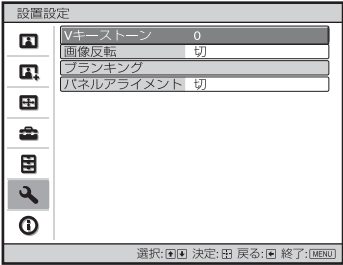 設置設定
Vキーストーン 0
画像反転 切
ブランキング
パネルアライメント 切
選択: 決定: 戻る: 終了:MENU